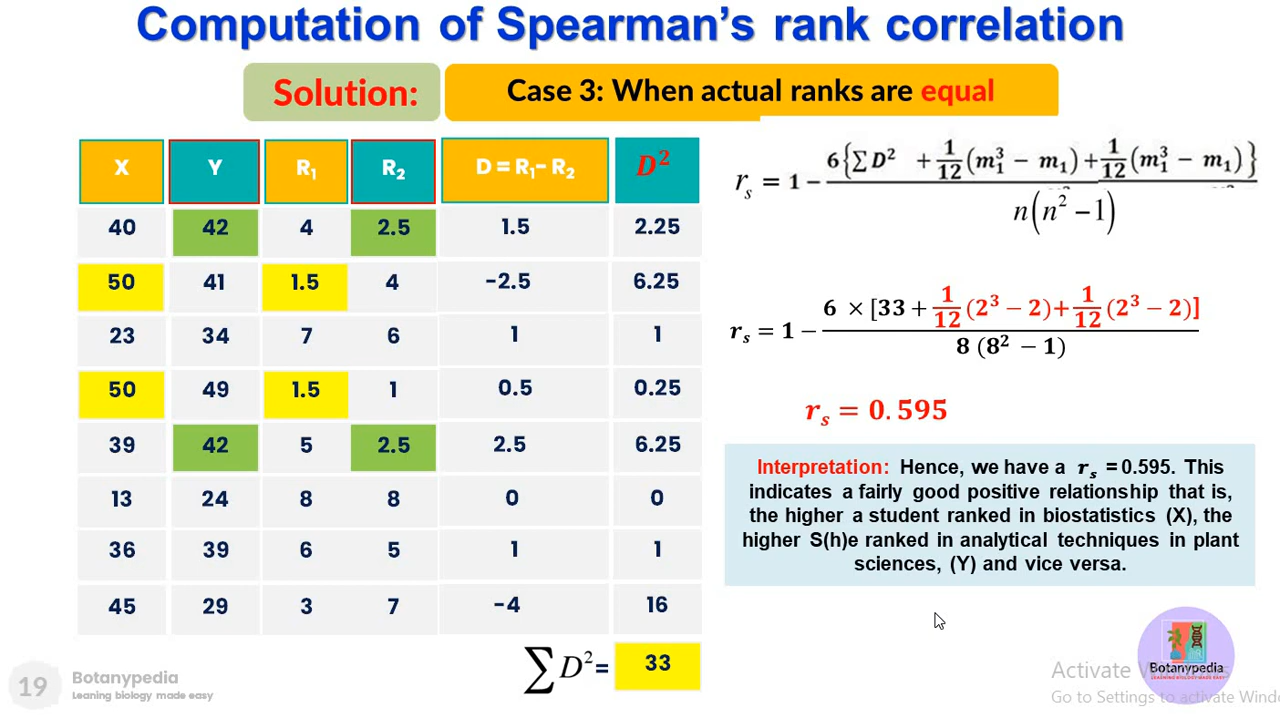 Computation of Spearman's rank correlation
Solution:
Case 3: When actual ranks are equal
X Y R₁ R₂ D = R₁- R₂ D²
40 42 4 2.5 1.5 2.25
50 41 1.5 4 -2.5 6.25
23 34 7 6 1 1
50 49 1.5 1 0.5 0.25
39 42 5 2.5 2.5 6.25
13 24 8 8 0 0
36 39 6 5 1 1
45 29 3 7 -4 16
∑D²= 33
rₛ = 1 − 6{∑D² + 1/12 (m₁³ − m₁) + 1/12 (m₁³ − m₁)} / n(n² − 1)
rₛ = 1 − 6 × [33 + 1/12 (2³ − 2) + 1/12 (2³ − 2)] / 8 (8² − 1)
rₛ = 0.595
Interpretation: Hence, we have a rₛ = 0.595. This
indicates a fairly good positive relationship that is,
the higher a student ranked in biostatistics (X), the
higher S(h)e ranked in analytical techniques in plant
sciences, (Y) and vice versa.
19
Botanypedia
Leaning biology made easy
Botanypedia
LEARNING BIOLOGY MADE EASY
Activate W
Go to Settings to activate Wind